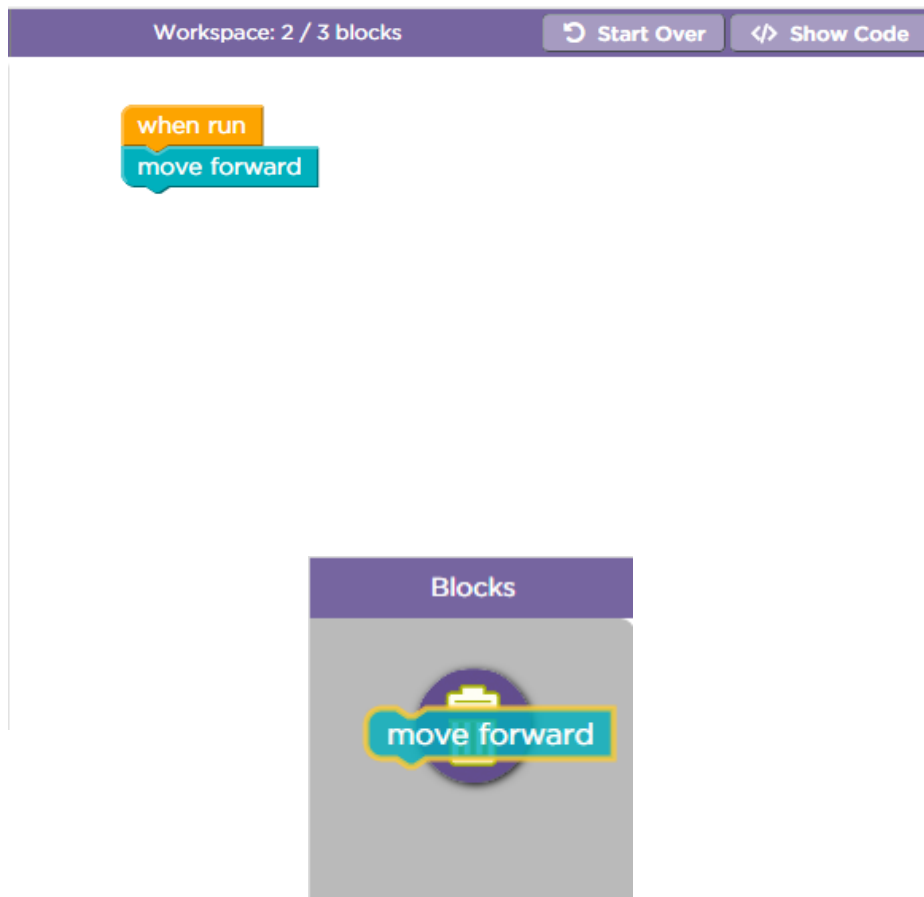 Workspace: 2 / 3 blocks Start Over </> Show Code
when run
move forward
Blocks
move forward